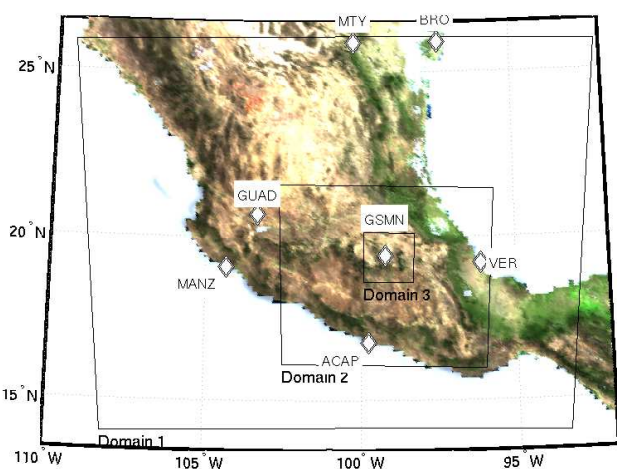 MTY
BRO
25°N
GUAD
GSMN
20°N
VER
MANZ
Domain 3
ACAP
Domain 2
15°N
Domain 1
110°W
105°W
100°W
95°W